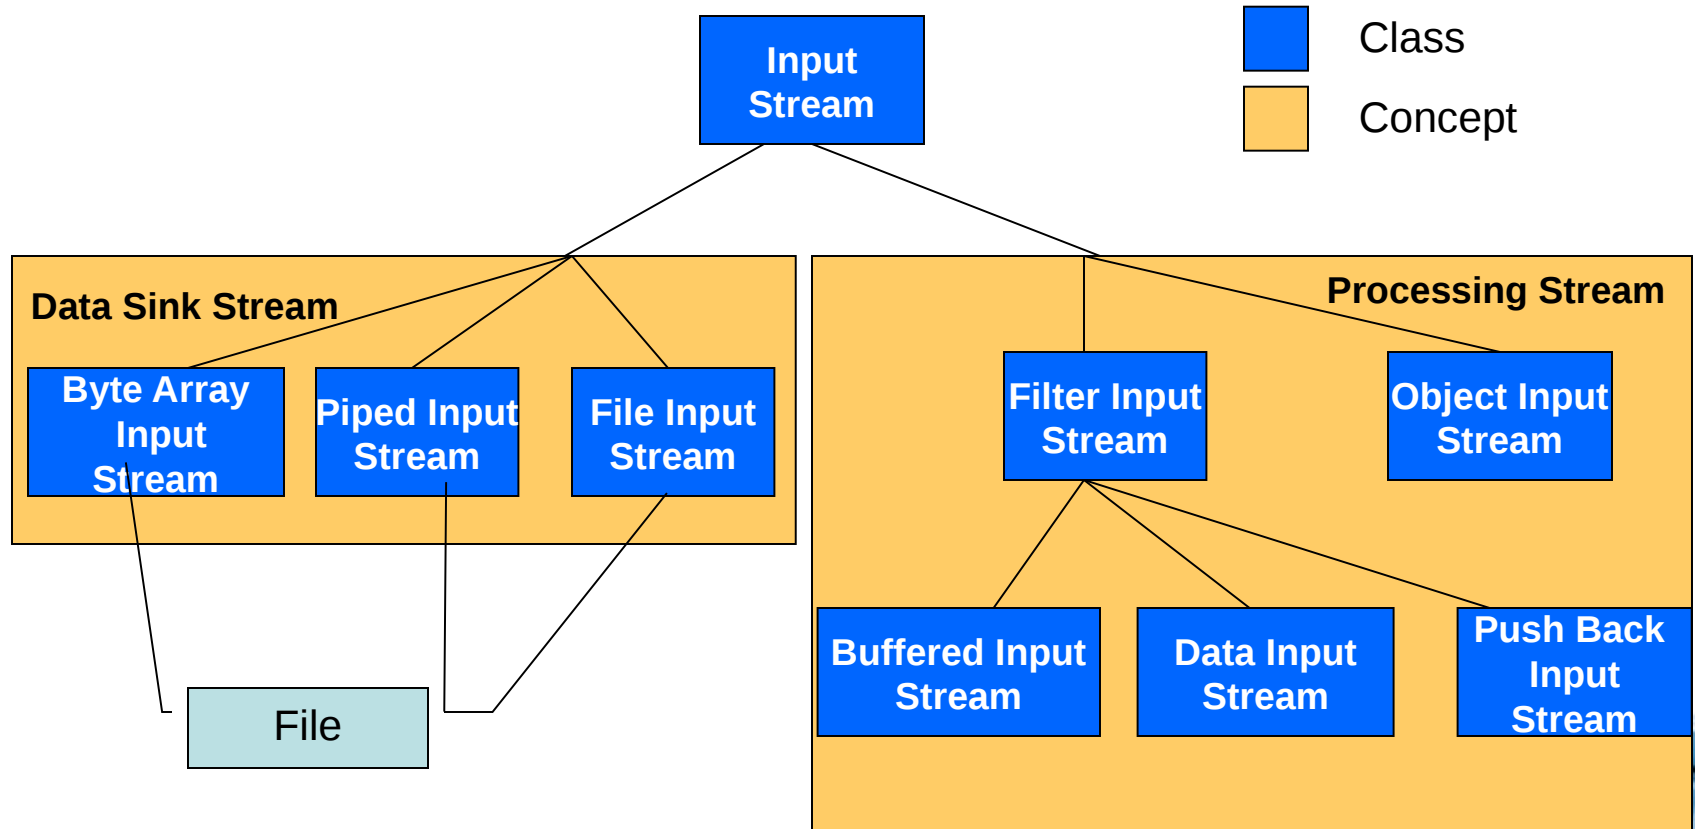 Input
Stream
Class
Concept
Data Sink Stream
Byte Array
Input
Stream
Piped Input
Stream
File Input
Stream
Processing Stream
Filter Input
Stream
Object Input
Stream
Buffered Input
Stream
Data Input
Stream
Push Back
Input
Stream
File